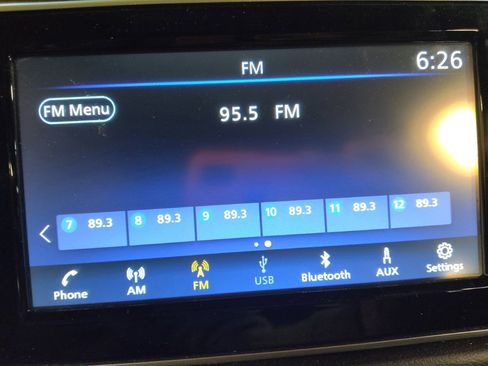 FM
6:26
FM Menu
95.5 FM
7 89.3 8 89.3 9 89.3 10 89.3 11 89.3 12 89.3
Phone AM FM USB Bluetooth AUX Settings